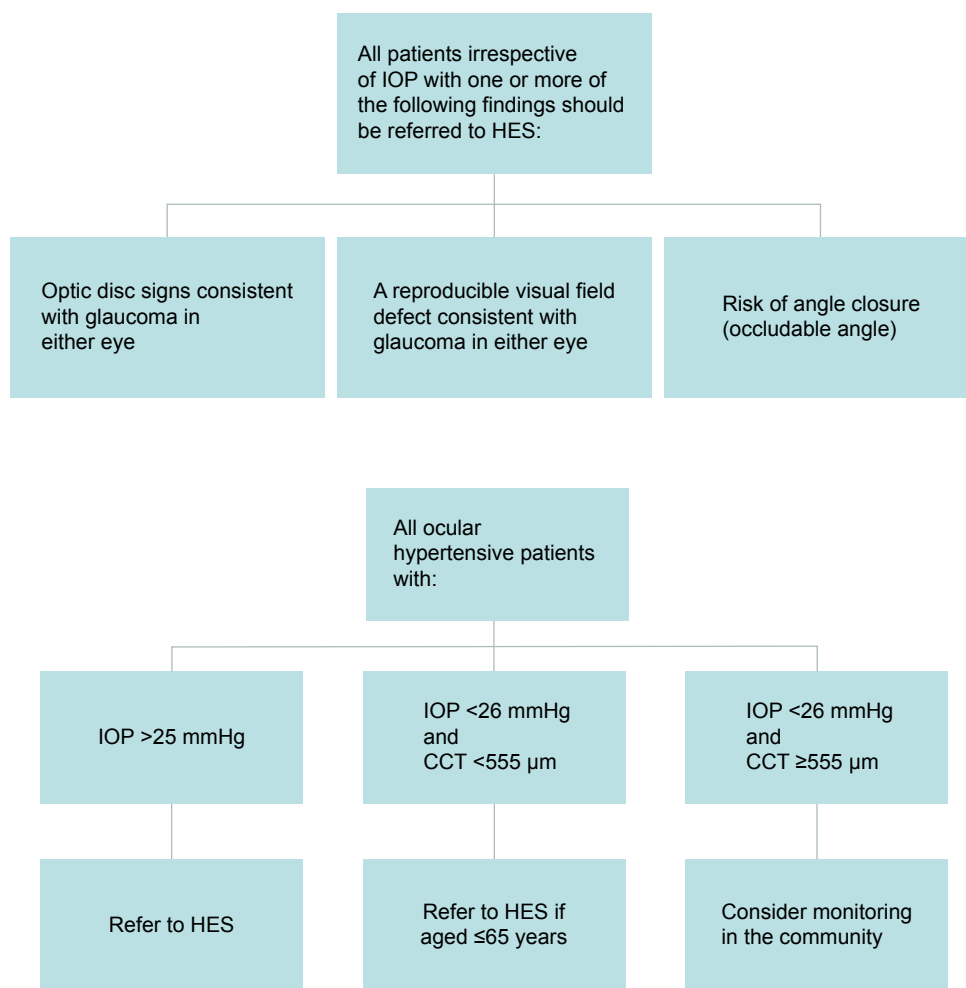 All patients irrespective
of IOP with one or more of
the following findings should
be referred to HES:
Optic disc signs consistent
with glaucoma in
either eye
A reproducible visual field
defect consistent with
glaucoma in either eye
Risk of angle closure
(occludable angle)
All ocular
hypertensive patients
with:
IOP >25 mmHg
IOP <26 mmHg
and
CCT <555 µm
IOP <26 mmHg
and
CCT ≥555 µm
Refer to HES
Refer to HES if
aged ≤65 years
Consider monitoring
in the community